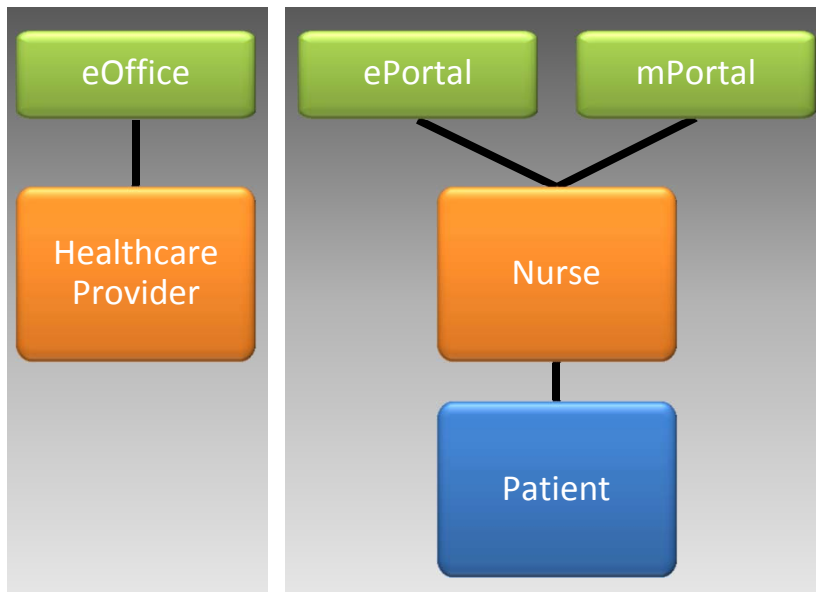 eOffice
ePortal
mPortal
Healthcare
Provider
Nurse
Patient